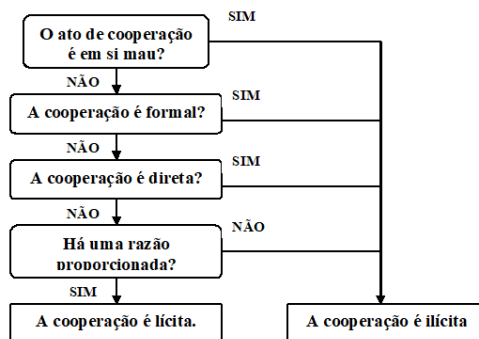 SIM
O ato de cooperação
é em si mau?
NÃO
SIM
A cooperação é formal?
NÃO
SIM
A cooperação é direta?
NÃO
NÃO
Há uma razão
proporcionada?
SIM
A cooperação é lícita.
A cooperação é ilícita